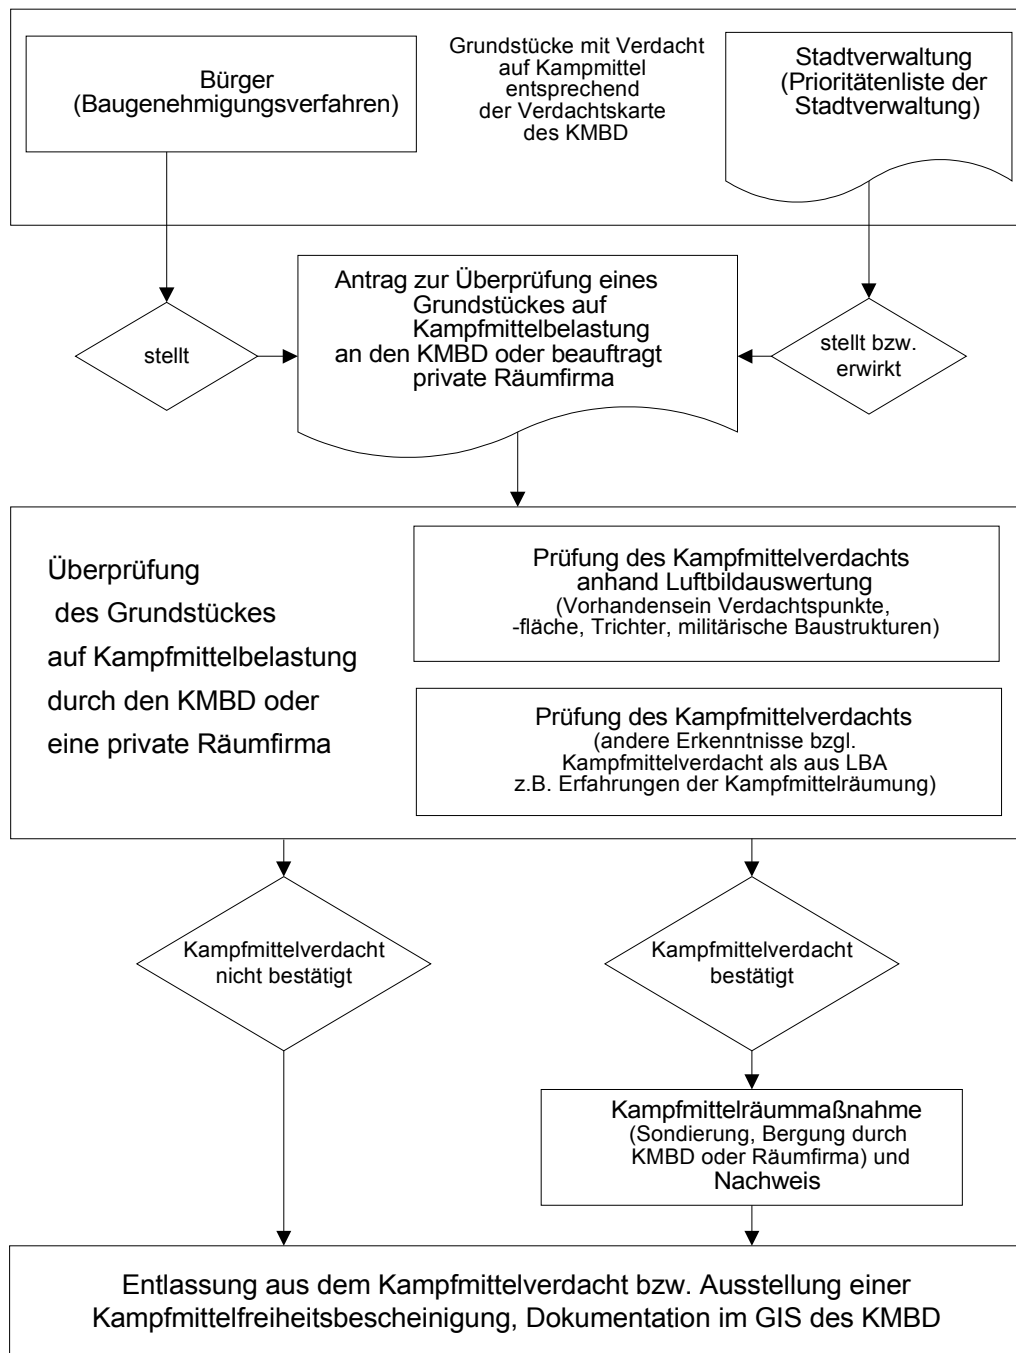 Bürger
(Baugenehmigungsverfahren)
Grundstücke mit Verdacht
auf Kampmittel
entsprechend
der Verdachtskarte
des KMBD
Stadtverwaltung
(Prioritätenliste der
Stadtverwaltung)
stellt
Antrag zur Überprüfung eines
Grundstückes auf
Kampfmittelbelastung
an den KMBD oder beauftragt
private Räumfirma
stellt bzw.
erwirkt
Überprüfung
des Grundstückes
auf Kampfmittelbelastung
durch den KMBD oder
eine private Räumfirma
Prüfung des Kampfmittelverdachts
anhand Luftbildauswertung
(Vorhandensein Verdachtspunkte,
-fläche, Trichter, militärische Baustrukturen)
Prüfung des Kampfmittelverdachts
(andere Erkenntnisse bzgl.
Kampfmittelverdacht als aus LBA
z.B. Erfahrungen der Kampfmittelräumung)
Kampfmittelverdacht
nicht bestätigt
Kampfmittelverdacht
bestätigt
Kampfmittelräummaßnahme
(Sondierung, Bergung durch
KMBD oder Räumfirma) und
Nachweis
Entlassung aus dem Kampfmittelverdacht bzw. Ausstellung einer
Kampfmittelfreiheitsbescheinigung, Dokumentation im GIS des KMBD